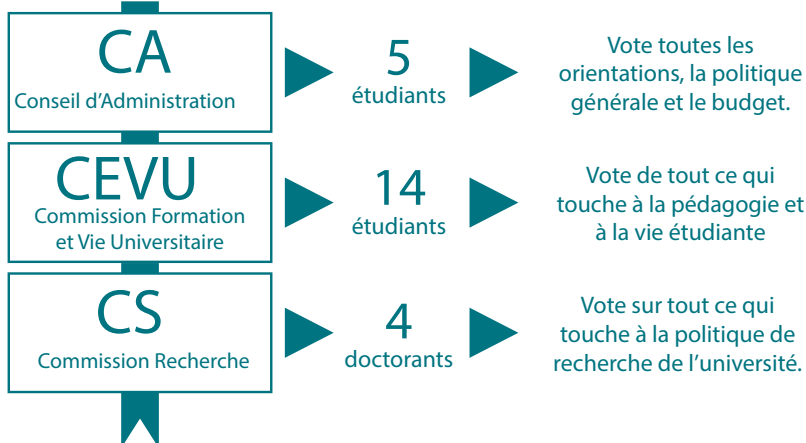 CA
Conseil d'Administration
5
étudiants
Vote toutes les
orientations, la politique
générale et le budget.
CEVU
Commission Formation
et Vie Universitaire
14
étudiants
Vote de tout ce qui
touche à la pédagogie et
à la vie étudiante
CS
Commission Recherche
4
doctorants
Vote sur tout ce qui
touche à la politique de
recherche de l'université.